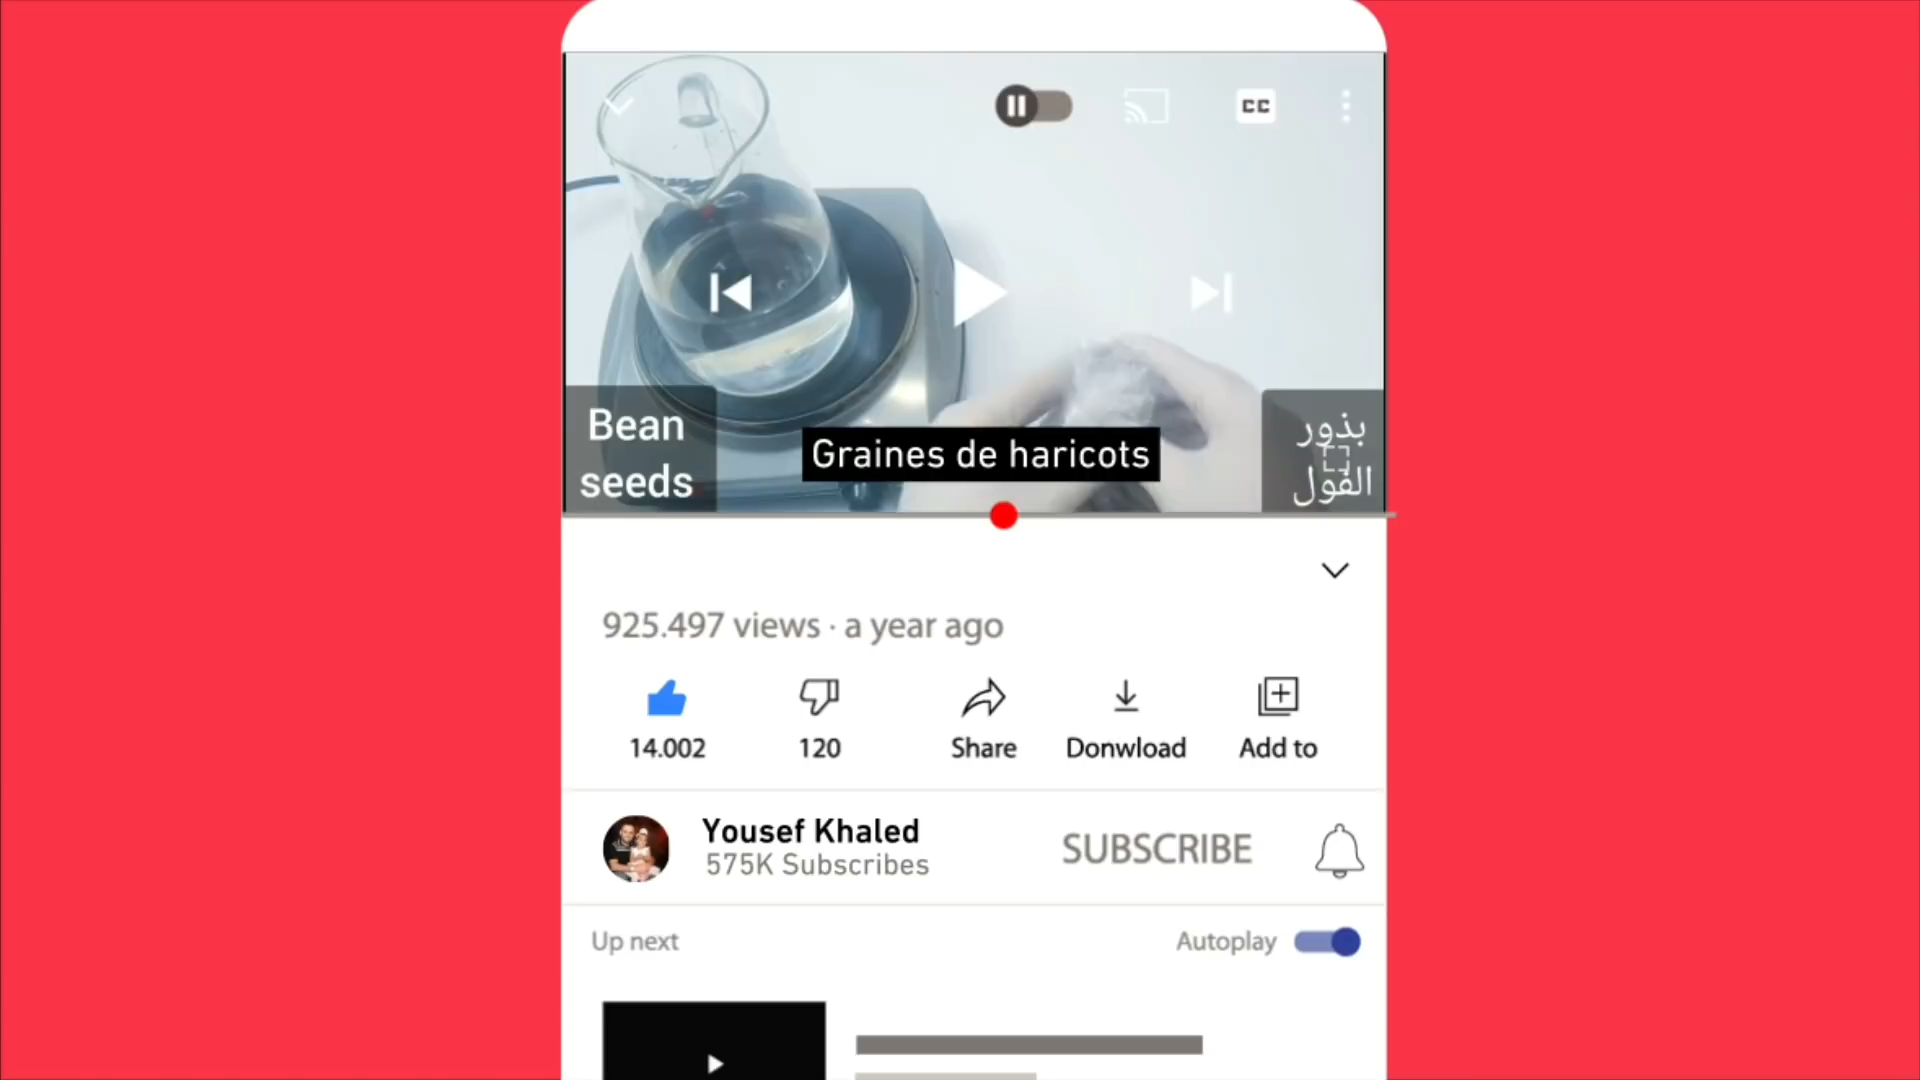 CC
Bean
seeds
Graines de haricots
بذور
الفول
925.497 views · a year ago
14.002
120
Share
Donwload
Add to
Yousef Khaled
575K Subscribes
SUBSCRIBE
Up next
Autoplay